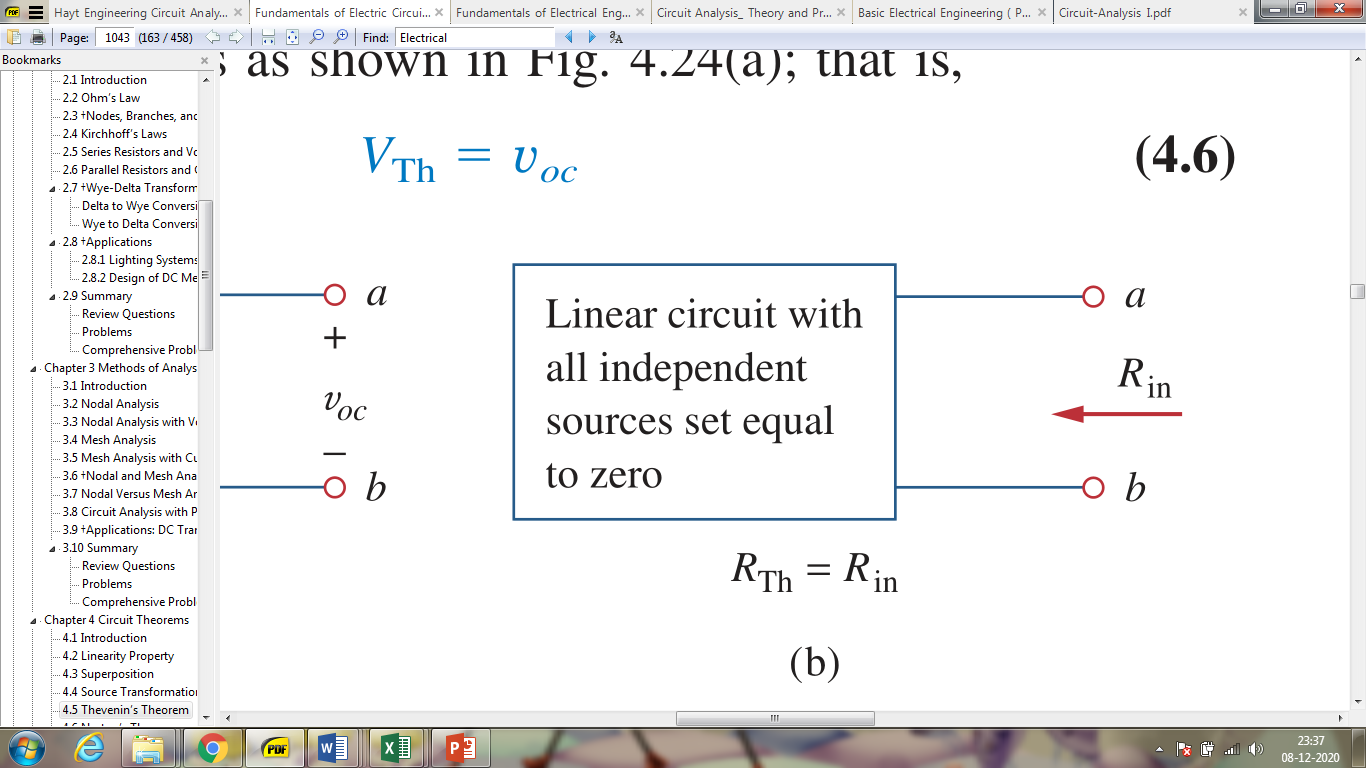 Hayt Engineering Circuit Analy...
Fundamentals of Electric Circui...
Fundamentals of Electrical Eng...
Circuit Analysis_ Theory and Pr...
Basic Electrical Engineering ( P...
Circuit-Analysis I.pdf
Page: 1043 (163 / 458) Find: Electrical
Bookmarks
2.1 Introduction
2.2 Ohm's Law
2.3 †Nodes, Branches, and
2.4 Kirchhoff's Laws
2.5 Series Resistors and Vo
2.6 Parallel Resistors and
2.7 †Wye-Delta Transform
Delta to Wye Conversi
Wye to Delta Conversi
2.8 †Applications
2.8.1 Lighting Systems
2.8.2 Design of DC Me
2.9 Summary
Review Questions
Problems
Comprehensive Probl
Chapter 3 Methods of Analys
3.1 Introduction
3.2 Nodal Analysis
3.3 Nodal Analysis with V
3.4 Mesh Analysis
3.5 Mesh Analysis with Cu
3.6 †Nodal and Mesh Ana
3.7 Nodal Versus Mesh Ar
3.8 Circuit Analysis with P
3.9 †Applications: DC Trar
3.10 Summary
Review Questions
Problems
Comprehensive Probl
Chapter 4 Circuit Theorems
4.1 Introduction
4.2 Linearity Property
4.3 Superposition
4.4 Source Transformation
4.5 Thevenin's Theorem
s as shown in Fig. 4.24(a); that is,
V_Th = v_oc (4.6)
a
+
v_oc
−
b
Linear circuit with
all independent
sources set equal
to zero
a
R_in
b
R_Th = R_in
(b)
PDF
23:37
08-12-2020